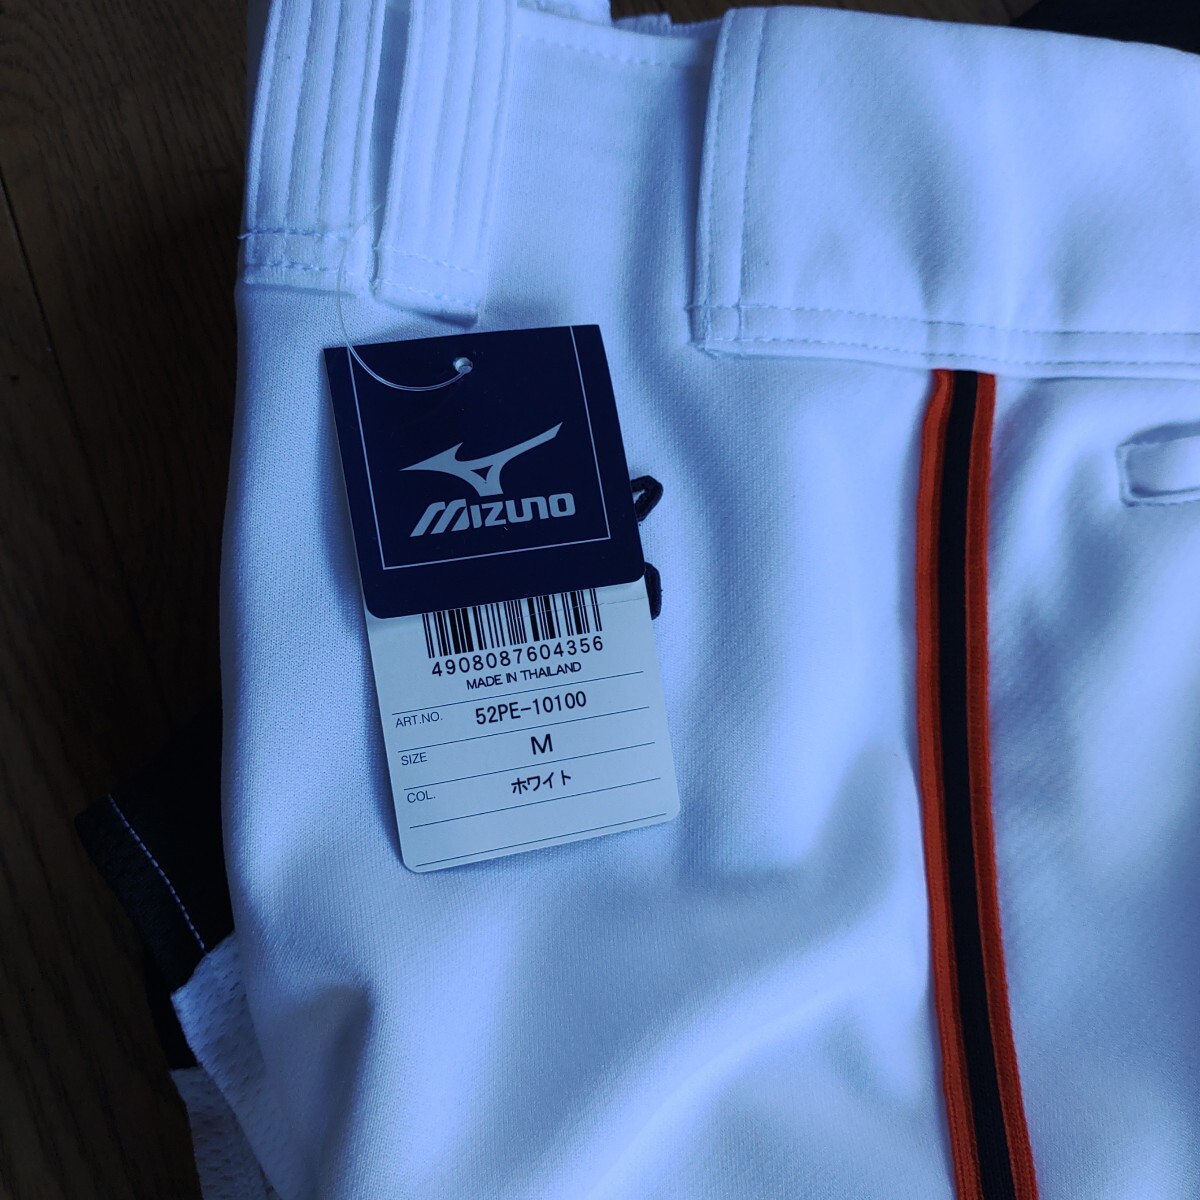 MIZUNO
4908087604356
MADE IN THAILAND
ART.NO. 52PE-10100
SIZE M
COL. ホワイト